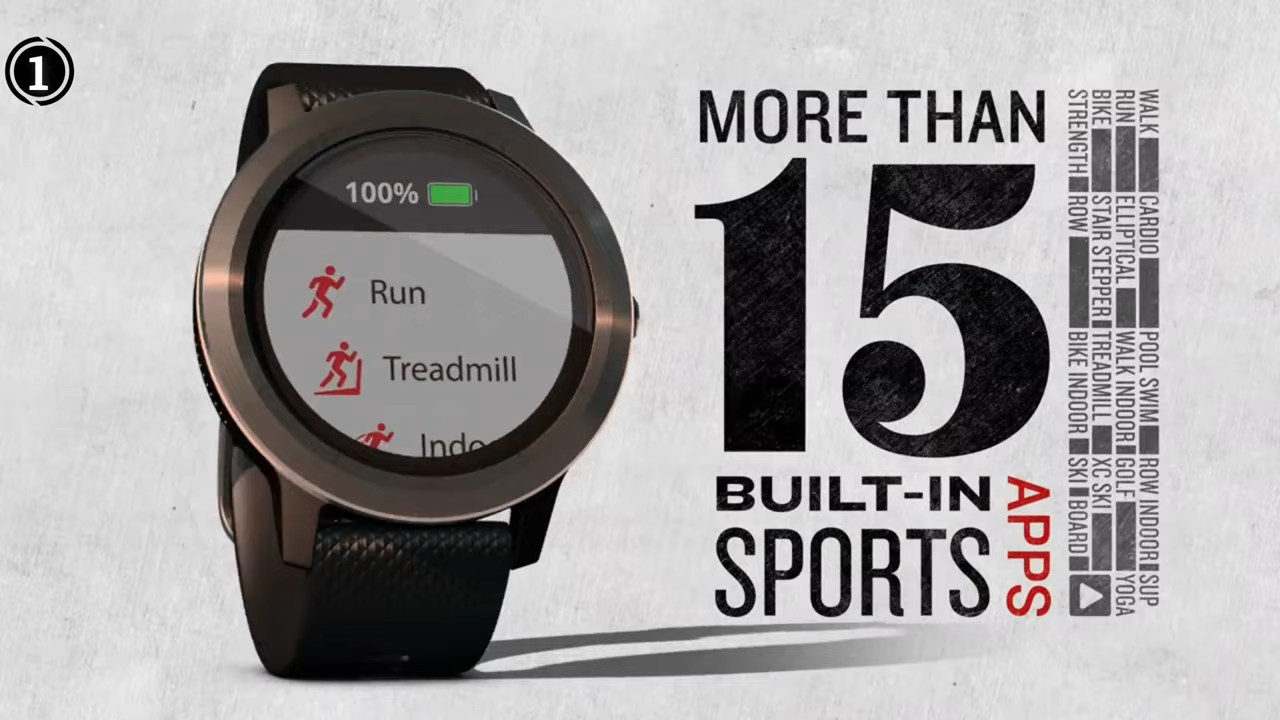 1
100%
Run
Treadmill
Indo
MORE THAN
15
BUILT-IN
SPORTS
APPS
WALK CARDIO POOL SWIM ROW INDOOR SUP
RUN ELLIPTICAL WALK INDOOR GOLF YOGA
BIKE STAIR STEPPER TREADMILL XC SKI
STRENGTH ROW BIKE INDOOR SKI BOARD